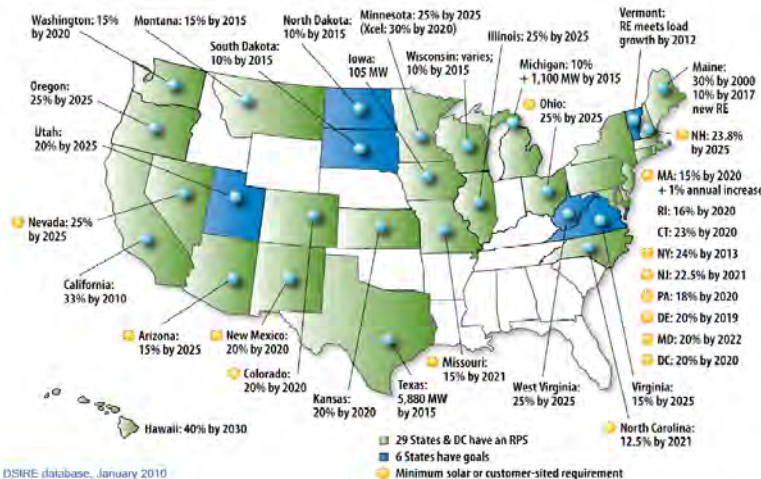 Washington: 15%
by 2020
Montana: 15% by 2015
North Dakota:
10% by 2015
South Dakota:
10% by 2015
Minnesota: 25% by 2025
(Xcel: 30% by 2020)
Iowa:
105 MW
Wisconsin: varies;
10% by 2015
Illinois: 25% by 2025
Michigan: 10%
+ 1,100 MW by 2015
Ohio:
25% by 2025
Vermont:
RE meets load
growth by 2012
Maine:
30% by 2000
10% by 2017
new RE
NH: 23.8%
by 2025
MA: 15% by 2020
+ 1% annual increase
RI: 16% by 2020
CT: 23% by 2020
NY: 24% by 2013
NJ: 22.5% by 2021
PA: 18% by 2020
DE: 20% by 2019
MD: 20% by 2022
DC: 20% by 2020
Oregon:
25% by 2025
Utah:
20% by 2025
Nevada: 25%
by 2025
California:
33% by 2010
Arizona:
15% by 2025
New Mexico:
20% by 2020
Colorado:
20% by 2020
Kansas:
20% by 2020
Texas:
5,880 MW
by 2015
Missouri:
15% by 2021
West Virginia:
25% by 2025
Virginia:
15% by 2025
North Carolina:
12.5% by 2021
Hawaii: 40% by 2030
29 States & DC have an RPS
6 States have goals
Minimum solar or customer-sited requirement
DSIRE database, January 2010